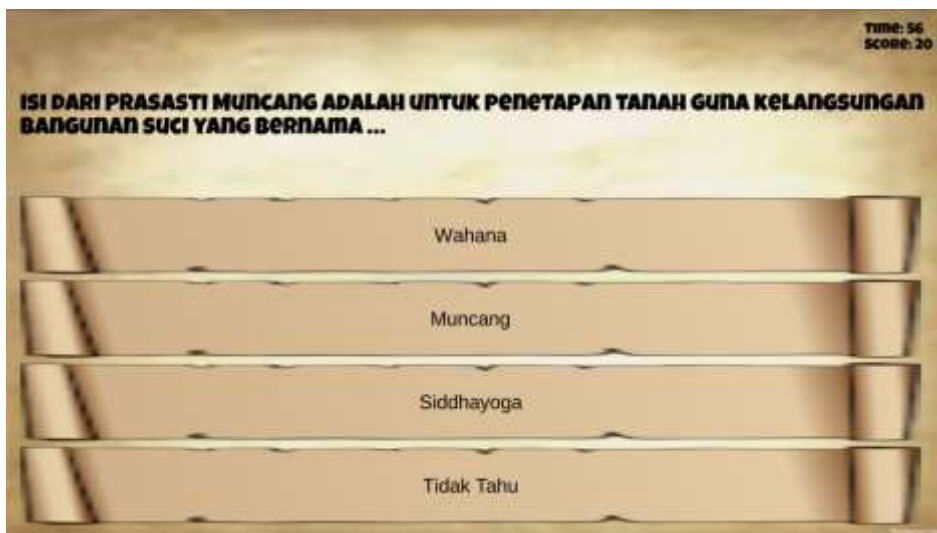 Time: 56
Score: 20
ISI DARI PRASASTI MUNCANG ADALAH UNTUK PENETAPAN TANAH GUNA KELANGSUNGAN
BANGUNAN SUCI YANG BERNAMA ...
Wahana
Muncang
Siddhayoga
Tidak Tahu